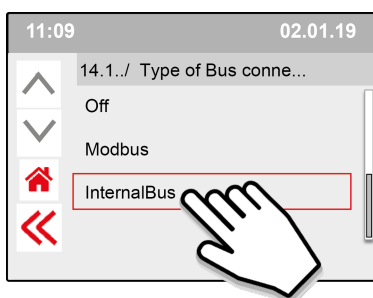 11:09 02.01.19
14.1../ Type of Bus conne...
Off
Modbus
InternalBus